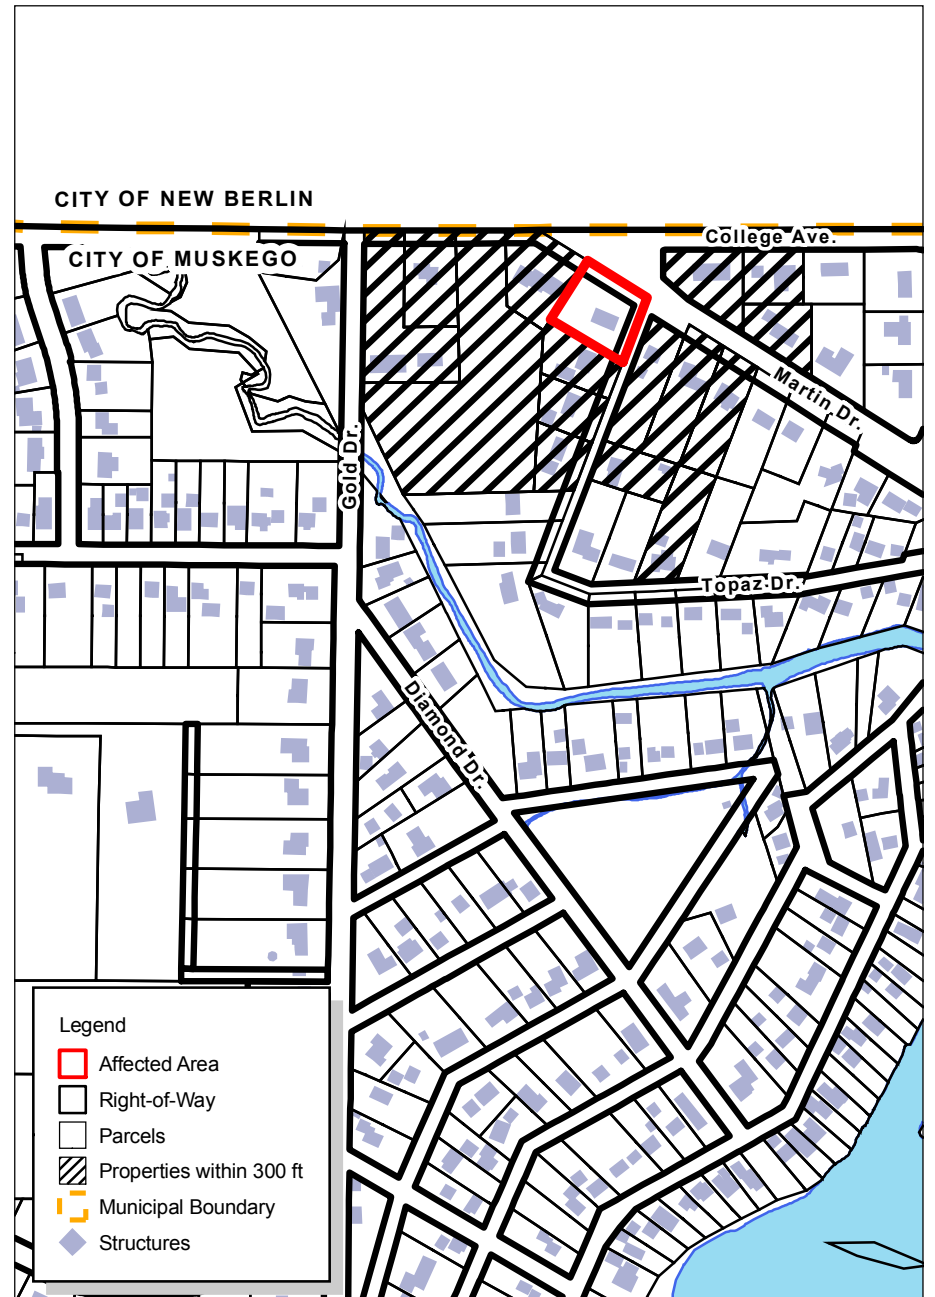 CITY OF NEW BERLIN
College Ave.
CITY OF MUSKEGO
Martin Dr.
Gold Dr.
Topaz Dr.
Diamond Dr.
Legend
Affected Area
Right-of-Way
Parcels
Properties within 300 ft
Municipal Boundary
Structures